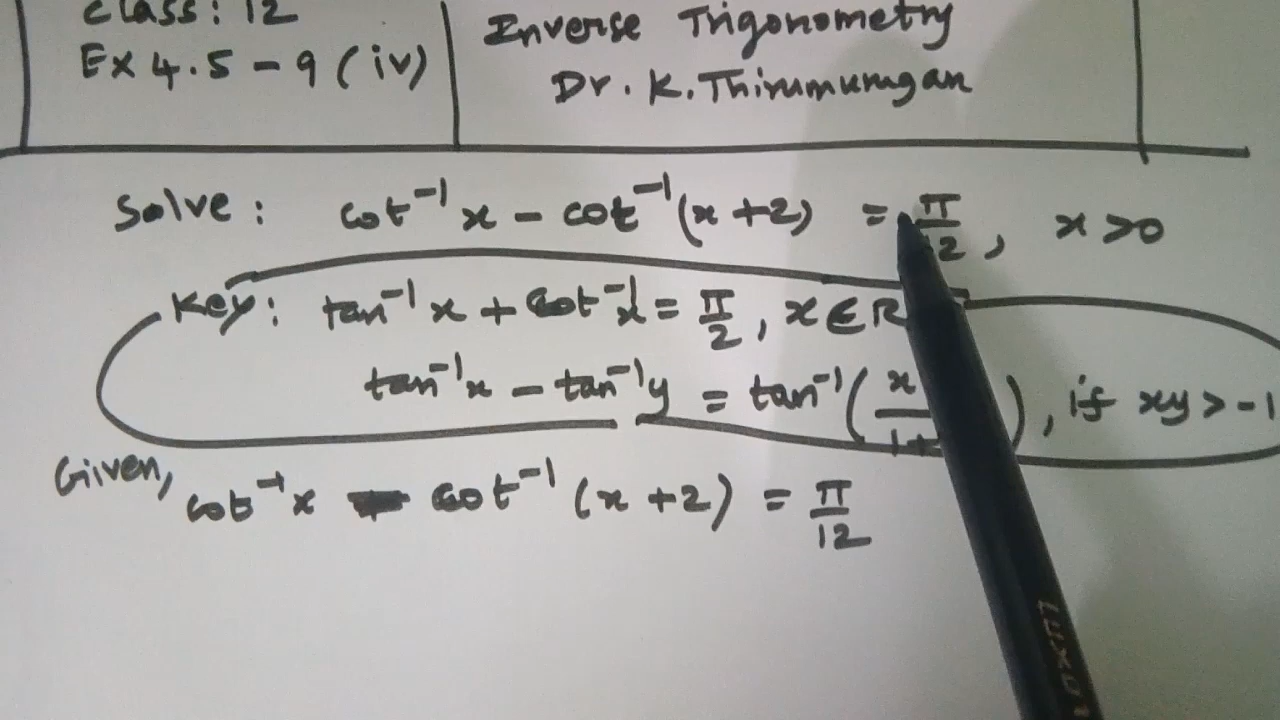 Class: 12
Ex 4.5 - 9 (iv)
Inverse Trigonometry
Dr. K. Thirumurugan
Solve: cot⁻¹x - cot⁻¹(x+2) = π/12, x>0
Key: tan⁻¹x + cot⁻¹x = π/2, x∈R
tan⁻¹x - tan⁻¹y = tan⁻¹(x/1+), if xy > -1
Given, cot⁻¹x - cot⁻¹(x+2) = π/12
LEXO